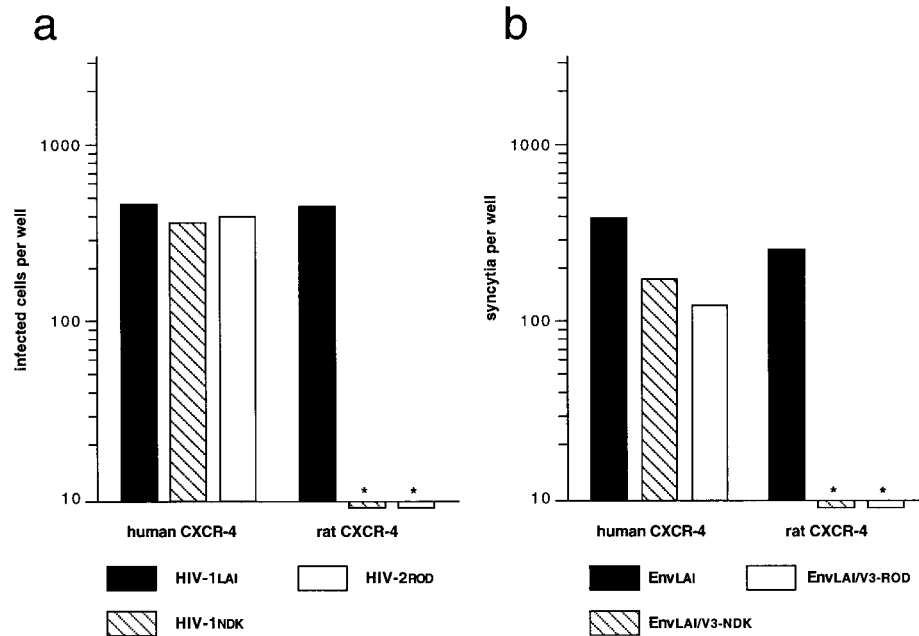 a
infected cells per well
1000
100
10
*
*
human CXCR-4
rat CXCR-4
HIV-1LAI
HIV-2ROD
HIV-1NDK
b
syncytia per well
1000
100
10
*
*
human CXCR-4
rat CXCR-4
EnvLAI
EnvLAI/V3-ROD
EnvLAI/V3-NDK